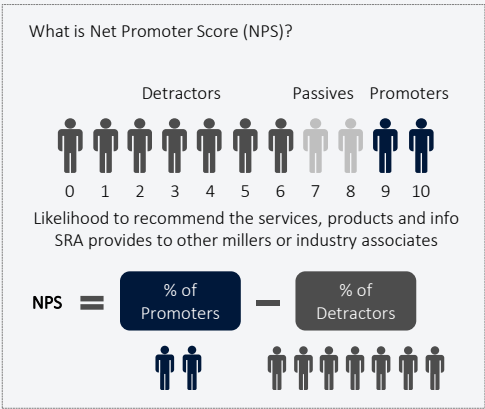 What is Net Promoter Score (NPS)?
Detractors Passives Promoters
0 1 2 3 4 5 6 7 8 9 10
Likelihood to recommend the services, products and info
SRA provides to other millers or industry associates
NPS = % of Promoters — % of Detractors